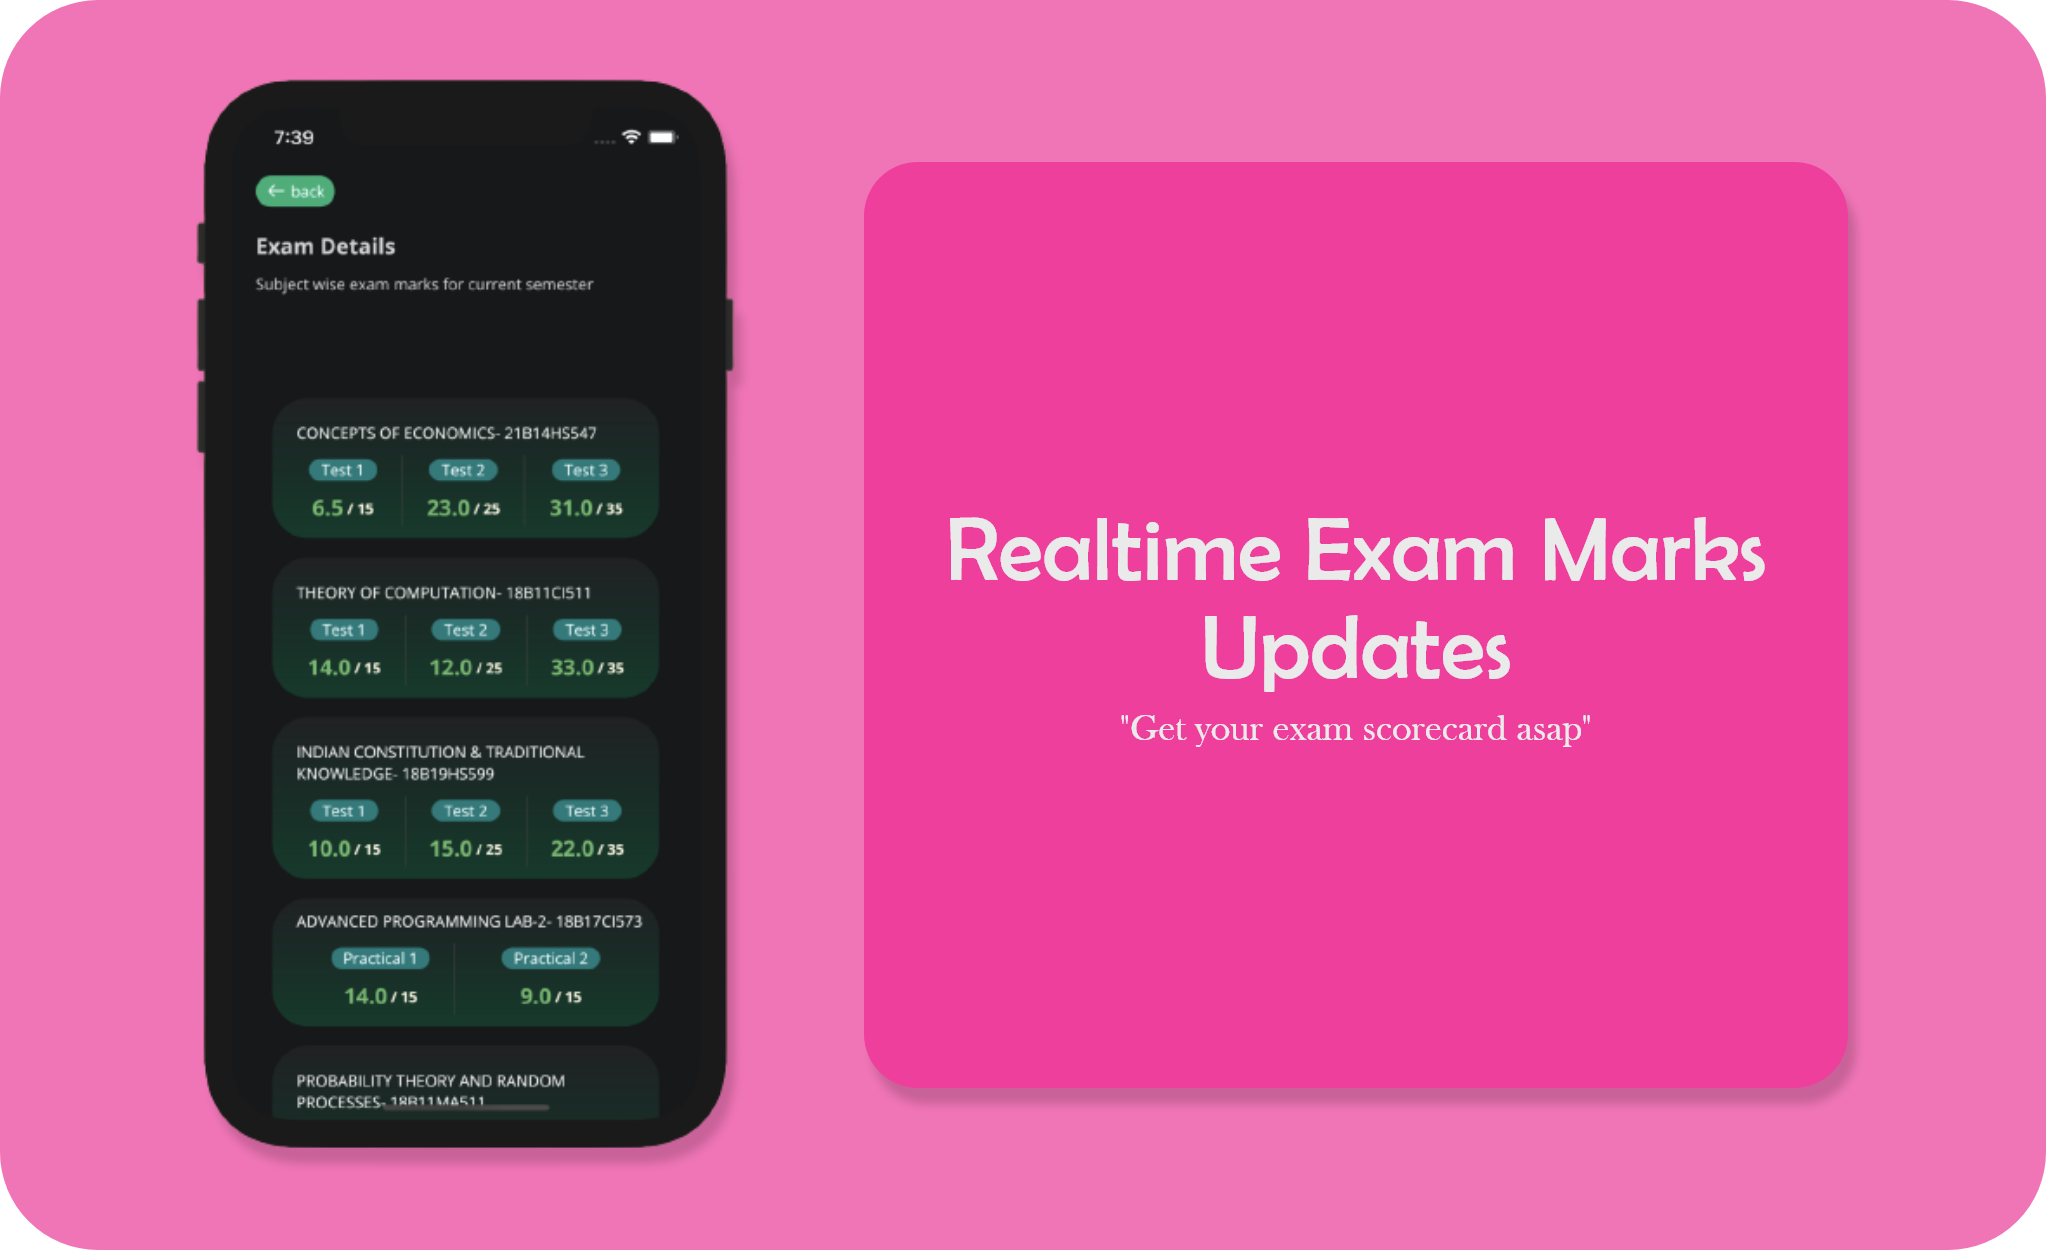 7:39
← back
Exam Details
Subject wise exam marks for current semester
CONCEPTS OF ECONOMICS- 21B14HS547
Test 1 Test 2 Test 3
6.5 / 15 23.0 / 25 31.0 / 35
THEORY OF COMPUTATION- 18B11CI511
Test 1 Test 2 Test 3
14.0 / 15 12.0 / 25 33.0 / 35
INDIAN CONSTITUTION & TRADITIONAL
KNOWLEDGE- 18B19HS599
Test 1 Test 2 Test 3
10.0 / 15 15.0 / 25 22.0 / 35
ADVANCED PROGRAMMING LAB-2- 18B17CI573
Practical 1 Practical 2
14.0 / 15 9.0 / 15
PROBABILITY THEORY AND RANDOM
PROCESSES- 18B11MA511
Realtime Exam Marks
Updates
"Get your exam scorecard asap"